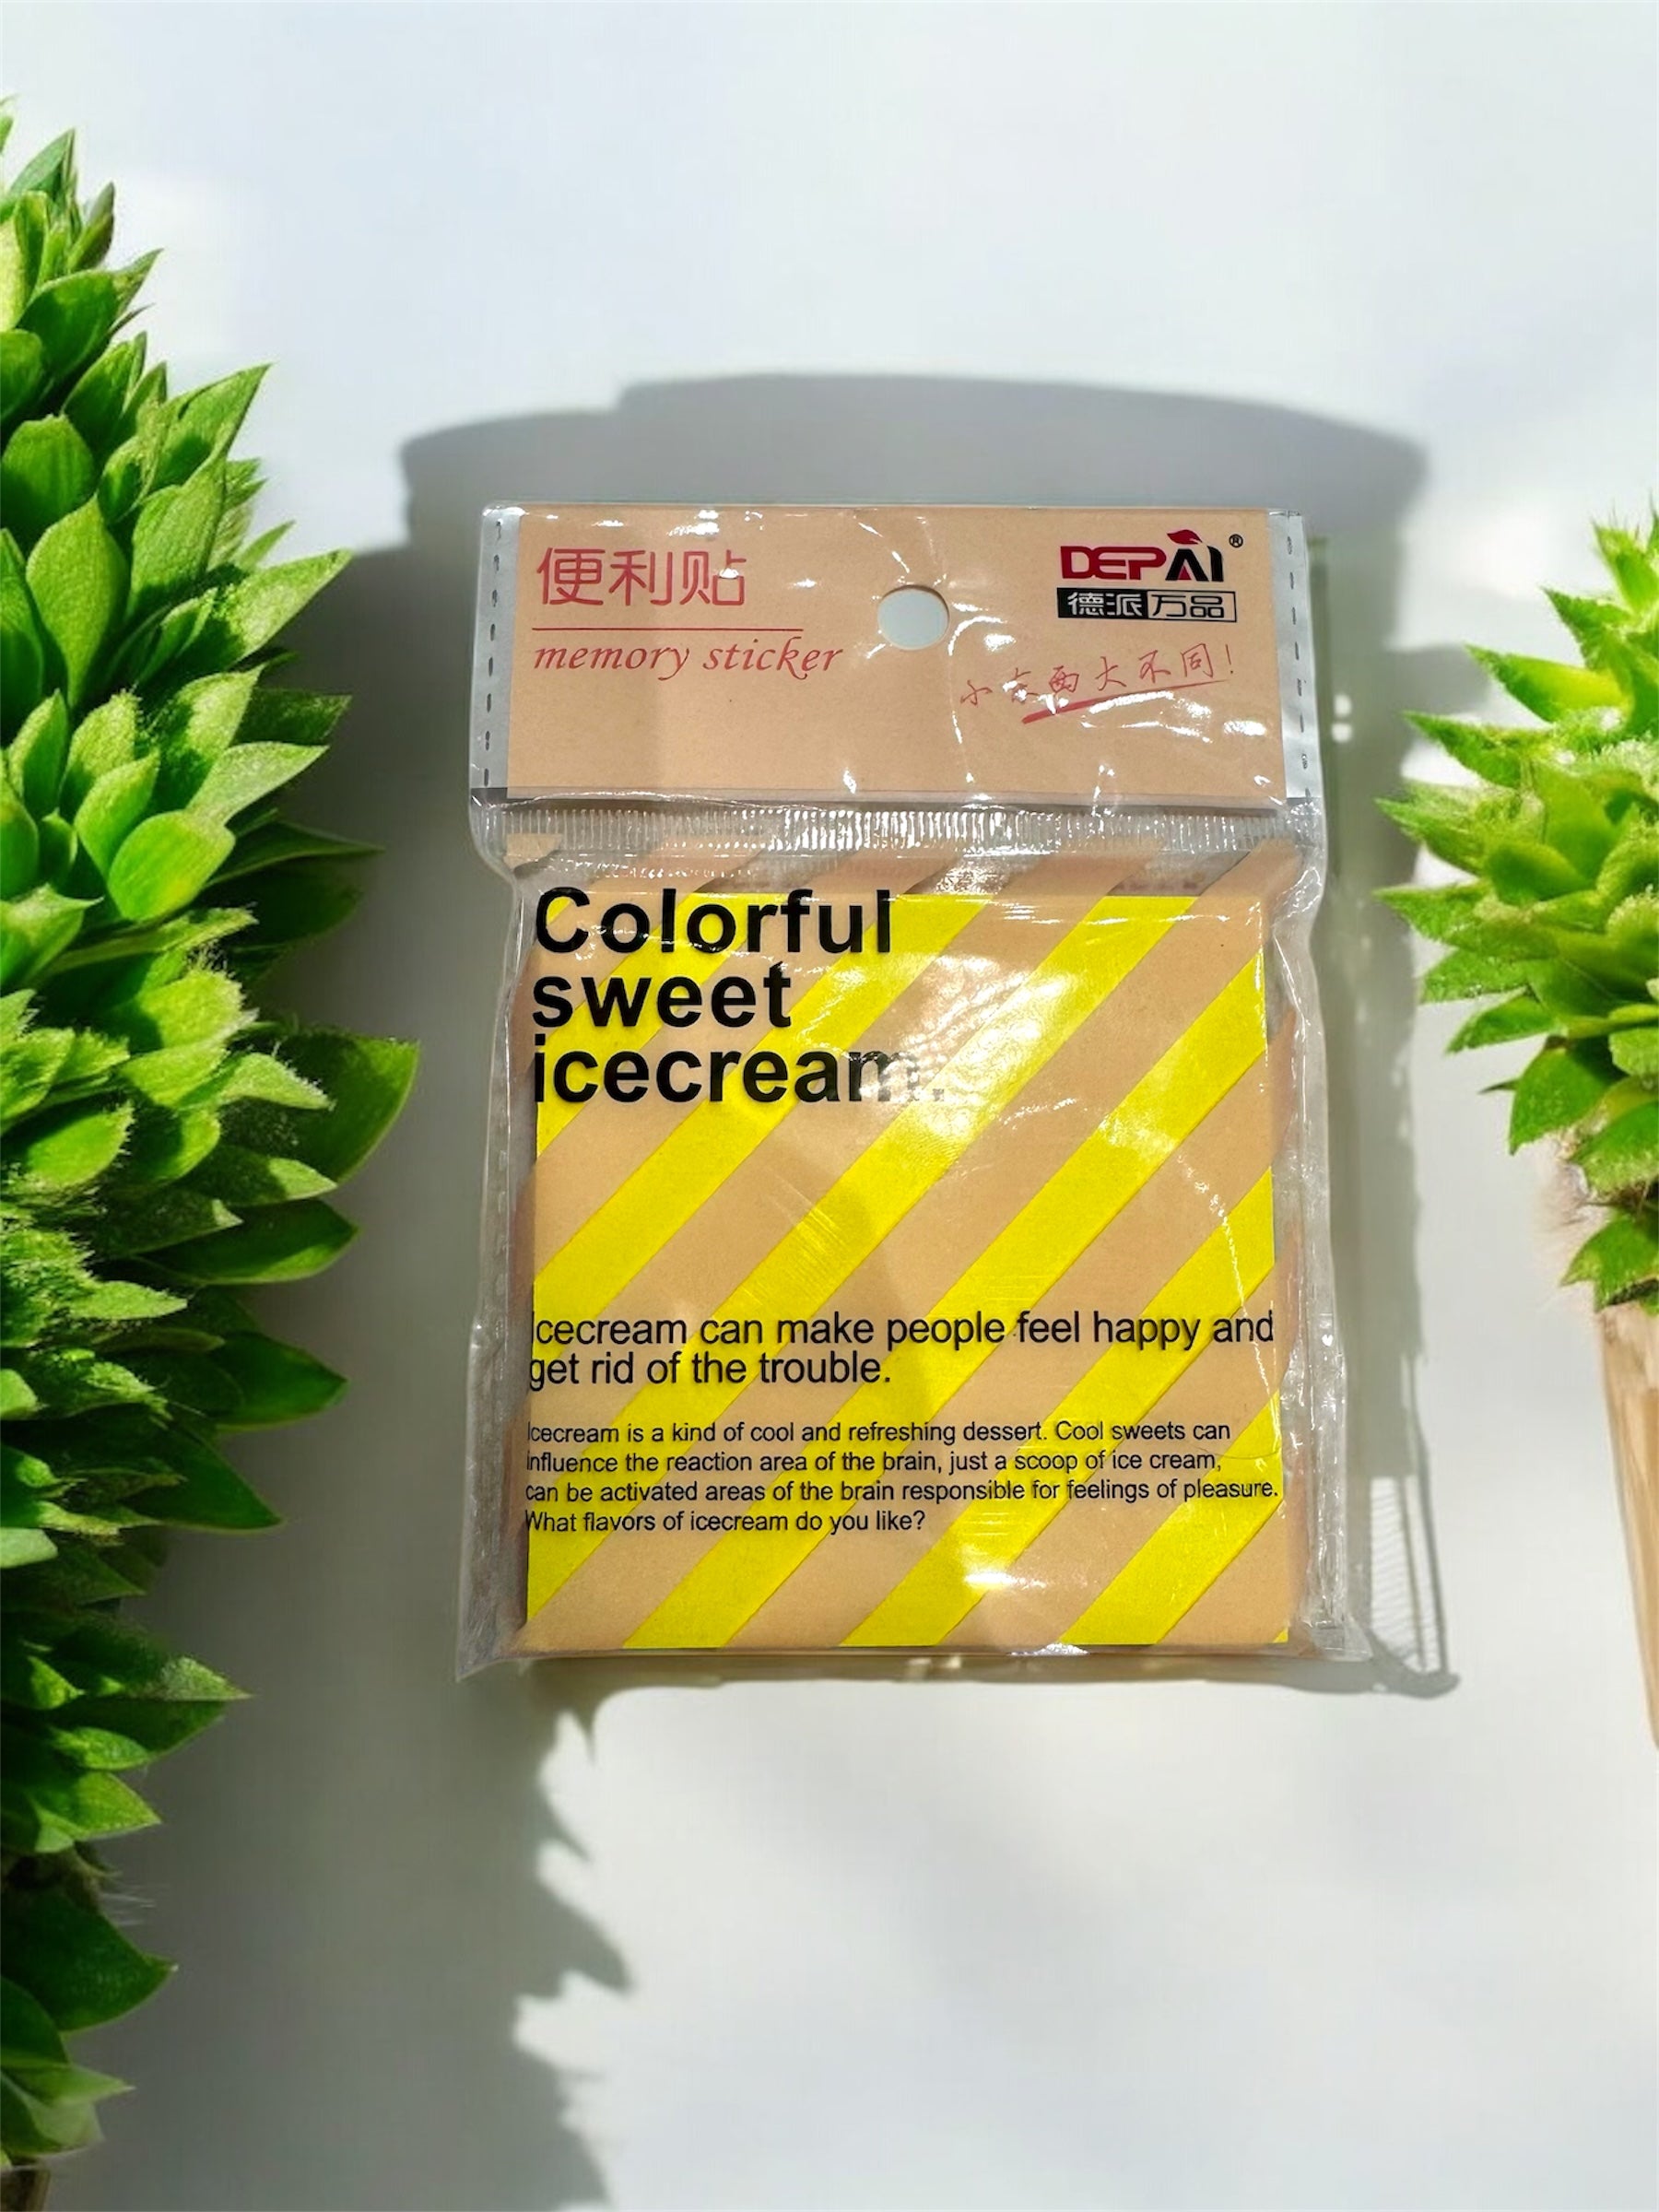 便利贴
memory sticker
DEPAI®
德派万品
小东西大不同!
Colorful
sweet
icecream.
Icecream can make people feel happy and
get rid of the trouble.
Icecream is a kind of cool and refreshing dessert. Cool sweets can
influence the reaction area of the brain, just a scoop of ice cream,
can be activated areas of the brain responsible for feelings of pleasure.
What flavors of icecream do you like?